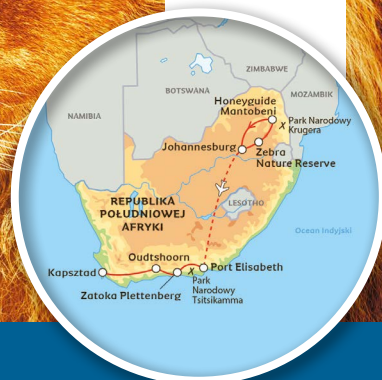 ZIMBABWE
BOTSWANA
MOZAMBIK
Honeyguide
Mantobeni
NAMIBIA
X Park Narodowy
Krugera
Johannesburg
Zebra
Nature Reserve
REPUBLIKA
POŁUDNIOWEJ
AFRYKI
LESOTHO
Ocean Indyjski
Oudtshoorn
Kapsztad
Port Elisabeth
X Park
Narodowy
Tsitsikamma
Zatoka Plettenberg